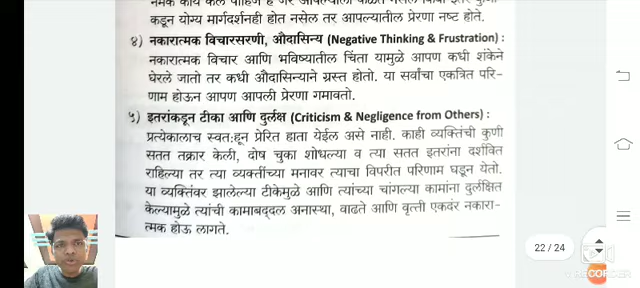 कडून योग्य मार्गदर्शनही होत नसेल तर आपल्यातील प्रेरणा नष्ट होते.
४) नकारात्मक विचारसरणी, औदासिन्य (Negative Thinking & Frustration) :
नकारात्मक विचार आणि भविष्यातील चिंता यामुळे आपण कधी शंकेने
घेरले जातो तर कधी औदासिन्याने ग्रस्त होतो. या सर्वांचा एकत्रित परि-
णाम होऊन आपण आपली प्रेरणा गमावतो.
५) इतरांकडून टीका आणि दुर्लक्ष (Criticism & Negligence from Others) :
प्रत्येकालाच स्वत:हून प्रेरित हाता येईल असे नाही. काही व्यक्तिंची कुणी
सतत तक्रार केली, दोष चुका शोधल्या व त्या सतत इतरांना दर्शवित
राहिल्या तर त्या व्यक्तींच्या मनावर त्याचा विपरीत परिणाम घडून येतो.
या व्यक्तिंवर झालेल्या टीकेमुळे आणि त्यांच्या चांगल्या कामांना दुर्लक्षित
केल्यामुळे त्यांची कामाबद्दल अनास्था, वाढते आणि वृत्ती एकदंर नकारा-
त्मक होऊ लागते.
22 / 24
RECORDING